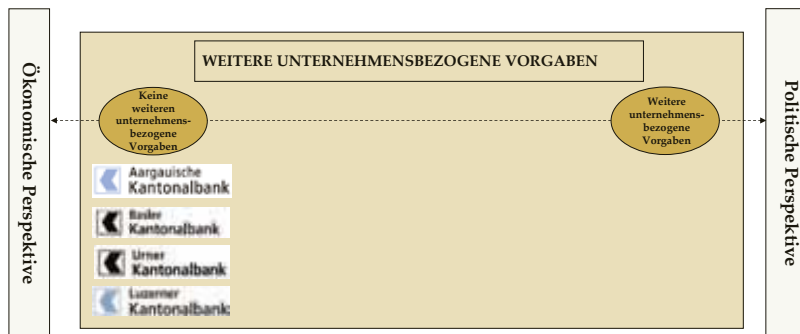 Ökonomische Perspektive
WEITERE UNTERNEHMENSBEZOGENE VORGABEN
Keine
weiteren
unternehmens-
bezogene
Vorgaben
Weitere
unternehmens-
bezogene
Vorgaben
Aargauische
Kantonalbank
Basler
Kantonalbank
Urner
Kantonalbank
Luzerner
Kantonalbank
Politische Perspektive